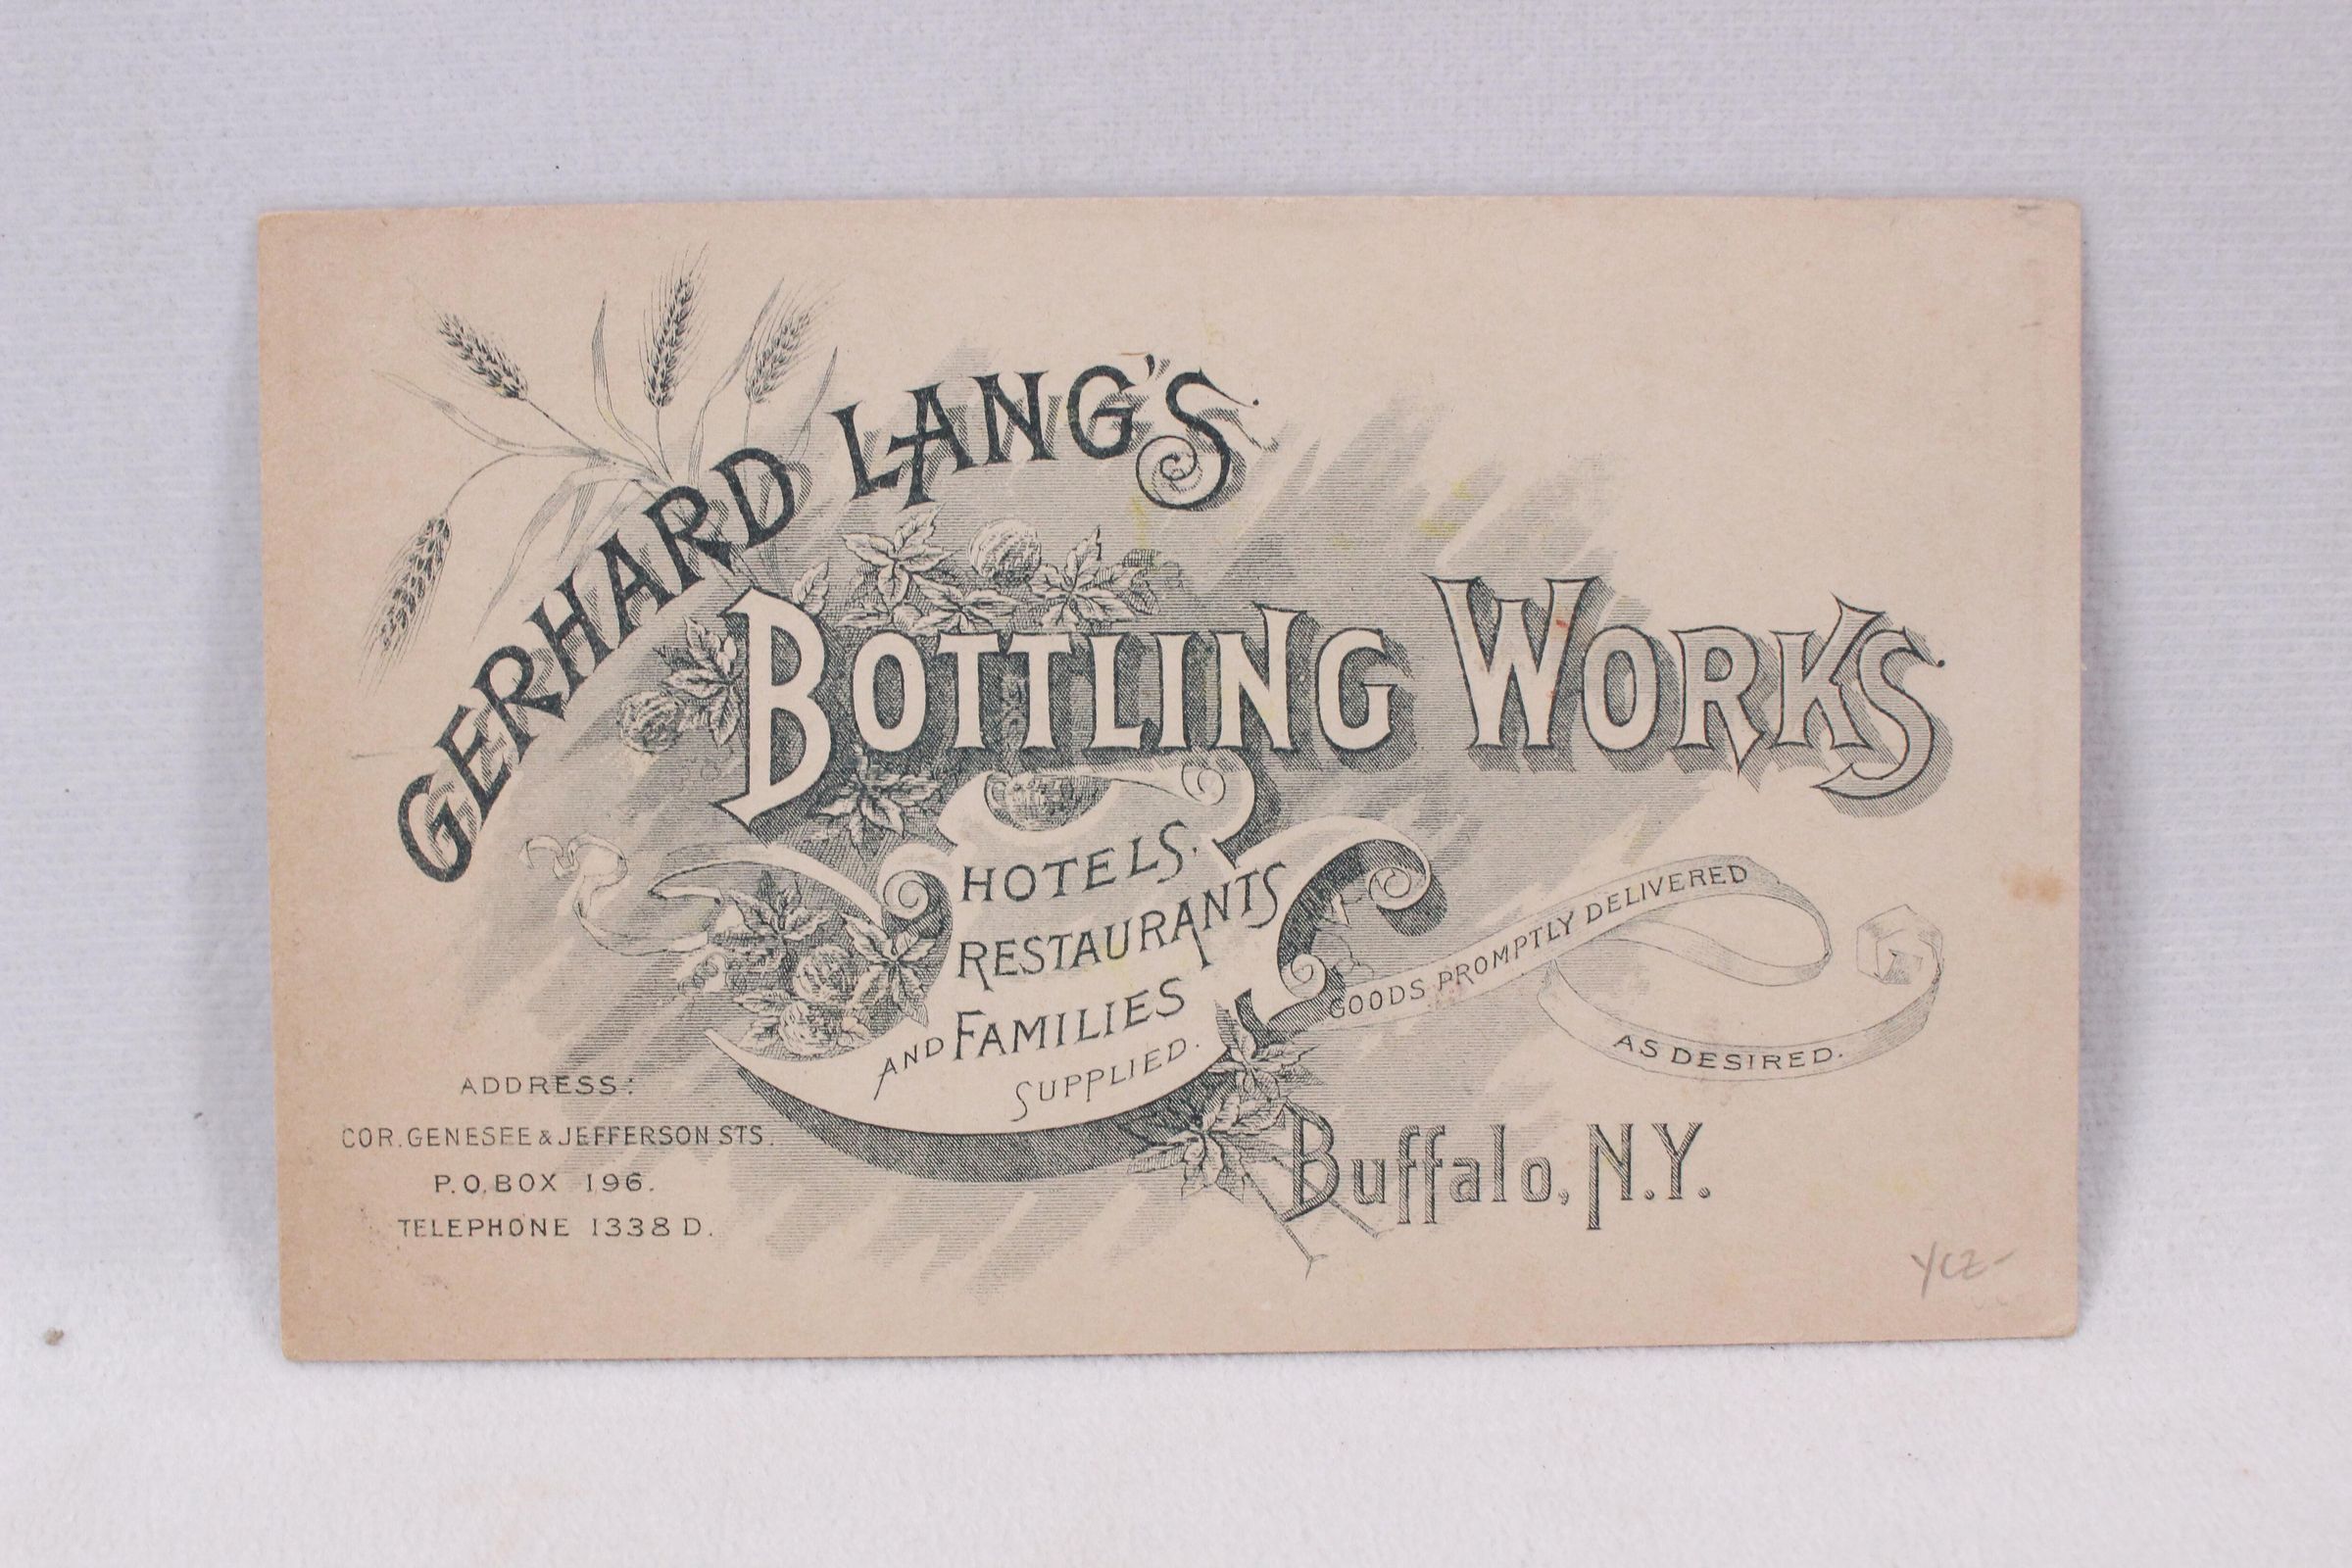 GERHARD LANG'S.
BOTTLING WORKS.
HOTELS.
RESTAURANTS
AND FAMILIES
SUPPLIED.
GOODS PROMPTLY DELIVERED
AS DESIRED.
ADDRESS:
COR. GENESEE & JEFFERSON STS.
P.O. BOX 196.
TELEPHONE 1338 D.
Buffalo, N.Y.